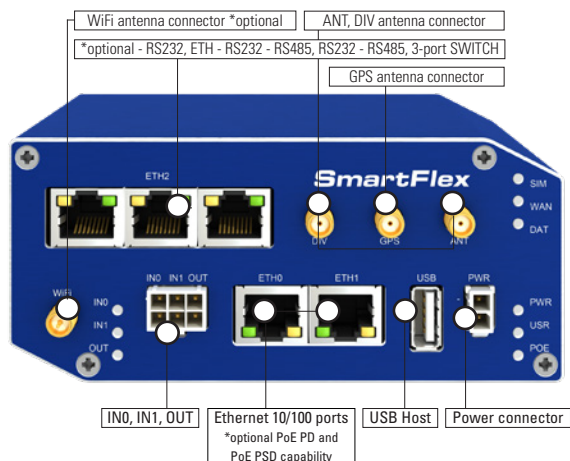 WiFi antenna connector *optional
ANT, DIV antenna connector
*optional - RS232, ETH - RS232 - RS485, RS232 - RS485, 3-port SWITCH
GPS antenna connector
ETH2
SmartFlex
SIM
WAN
DAT
DIV
GPS
ANT
WiFi
IN0
IN1
OUT
IN0 IN1 OUT
ETH0
ETH1
USB
PWR
-
PWR
USR
POE
IN0, IN1, OUT
Ethernet 10/100 ports
*optional PoE PD and
PoE PSD capability
USB Host
Power connector